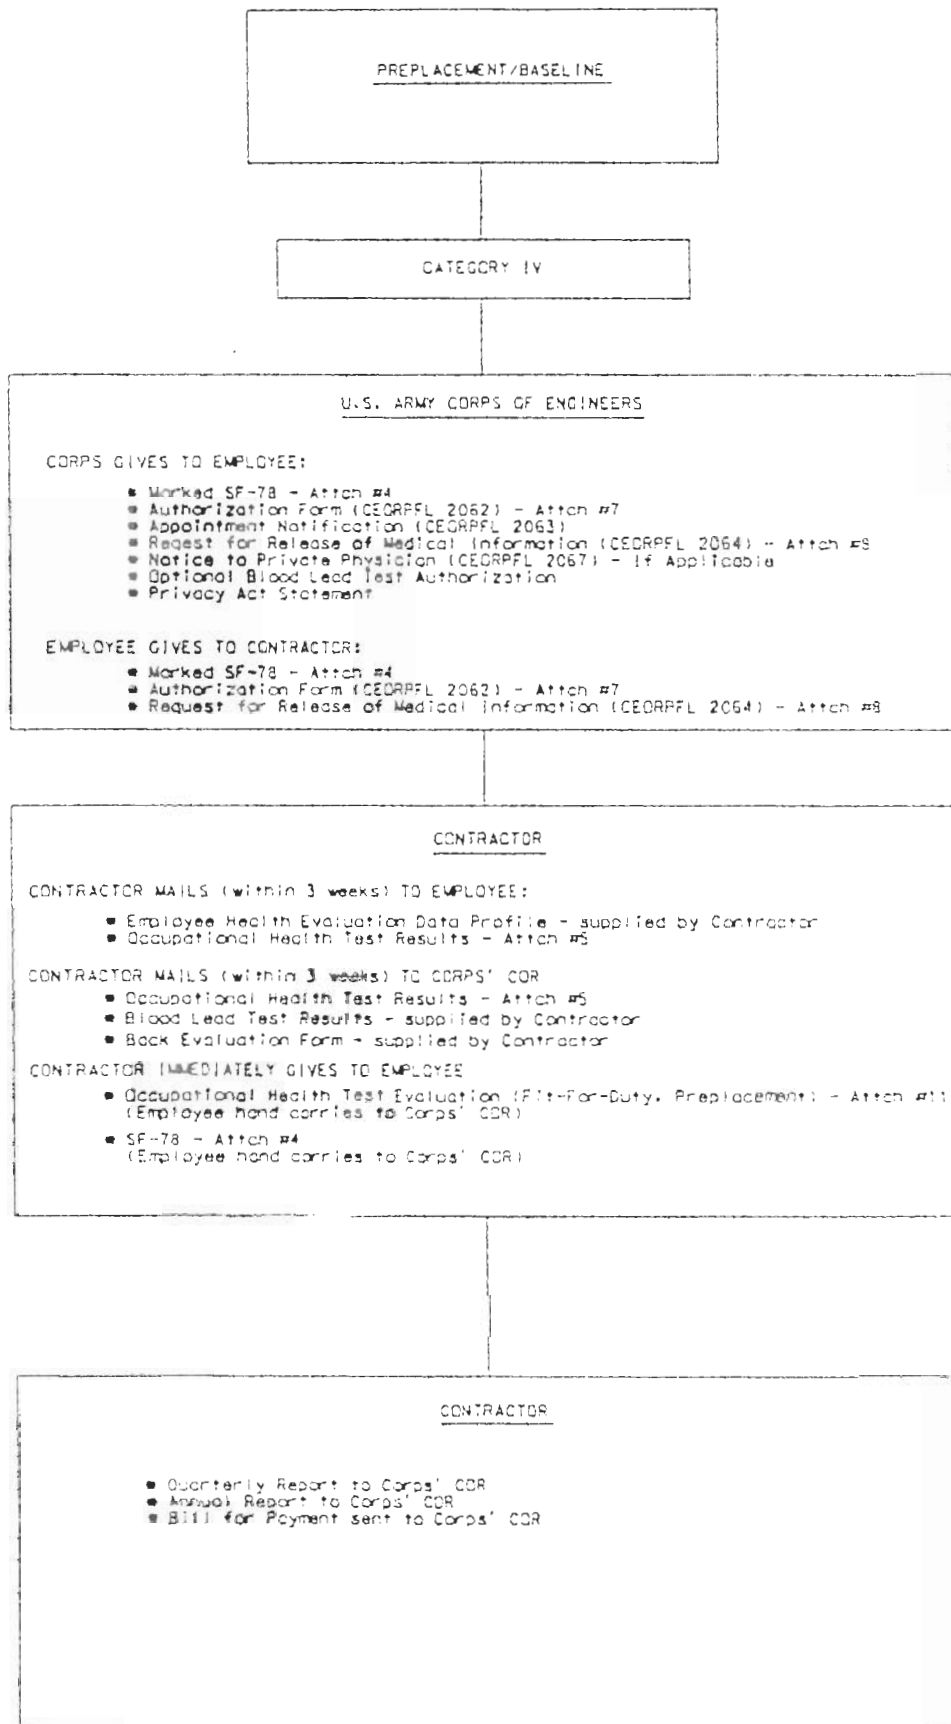 PREPLACEMENT/BASELINE
CATEGORY IV
U.S. ARMY CORPS OF ENGINEERS
CORPS GIVES TO EMPLOYEE:
• Marked SF-78 - Attch #4
• Authorization Form (CEORPFL 2062) - Attch #7
• Appointment Notification (CEORPFL 2063)
• Reqest for Release of Medical Information (CEORPFL 2064) - Attch #8
• Notice to Private Physician (CEORPFL 2067) - If Applicable
• Optional Blood Lead Test Authorization
• Privacy Act Statement
EMPLOYEE GIVES TO CONTRACTOR:
• Marked SF-78 - Attch #4
• Authorization Form (CEORPFL 2062) - Attch #7
• Request for Release of Medical Information (CEORPFL 2064) - Attch #8
CONTRACTOR
CONTRACTOR MAILS (within 3 weeks) TO EMPLOYEE:
• Employee Health Evaluation Data Profile - supplied by Contractor
• Occupational Health Test Results - Attch #5
CONTRACTOR MAILS (within 3 weeks) TO CORPS' COR
• Occupational Health Test Results - Attch #5
• Blood Lead Test Results - supplied by Contractor
• Back Evaluation Form - supplied by Contractor
CONTRACTOR IMMEDIATELY GIVES TO EMPLOYEE
• Occupational Health Test Evaluation (Fit-For-Duty, Preplacement) - Attch #11
(Employee hand carries to Corps' COR)
• SF-78 - Attch #4
(Employee hand carries to Corps' COR)
CONTRACTOR
• Quarterly Report to Corps' COR
• Annual Report to Corps' COR
• Bill for Payment sent to Corps' COR